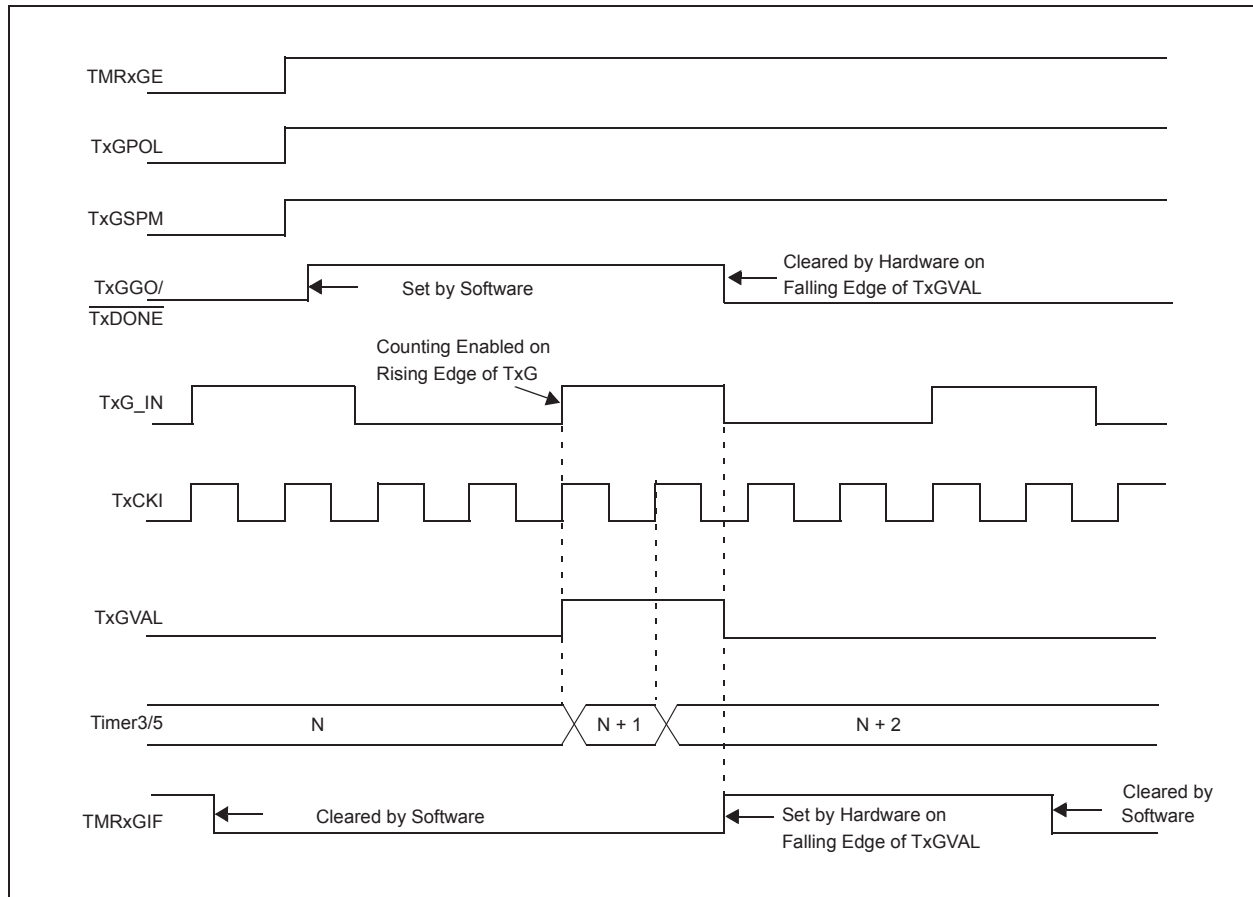 TMRxGE
TxGPOL
TxGSPM
TxGGO/
TxDONE
Set by Software
Cleared by Hardware on
Falling Edge of TxGVAL
Counting Enabled on
Rising Edge of TxG
TxG_IN
TxCKI
TxGVAL
Timer3/5
N
N + 1
N + 2
TMRxGIF
Cleared by Software
Set by Hardware on
Falling Edge of TxGVAL
Cleared by
Software